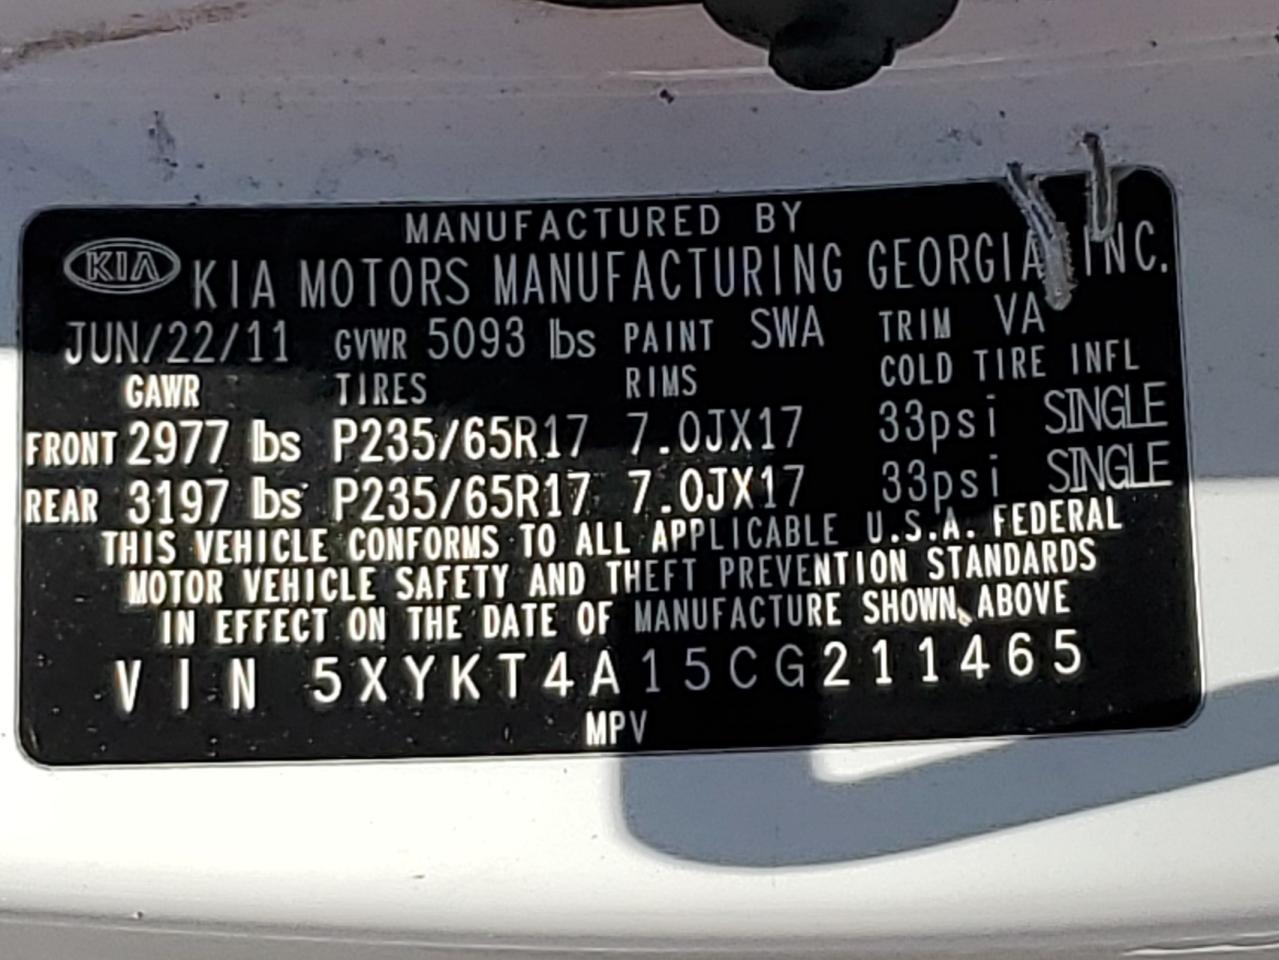 MANUFACTURED BY
KIA KIA MOTORS MANUFACTURING GEORGIA, INC.
JUN/22/11 GVWR 5093 lbs PAINT SWA TRIM VA
GAWR TIRES RIMS COLD TIRE INFL
FRONT 2977 lbs P235/65R17 7.0JX17 33psi SINGLE
REAR 3197 lbs P235/65R17 7.0JX17 33psi SINGLE
THIS VEHICLE CONFORMS TO ALL APPLICABLE U.S.A. FEDERAL
MOTOR VEHICLE SAFETY AND THEFT PREVENTION STANDARDS
IN EFFECT ON THE DATE OF MANUFACTURE SHOWN ABOVE
VIN 5XYKT4A15CG211465
MPV